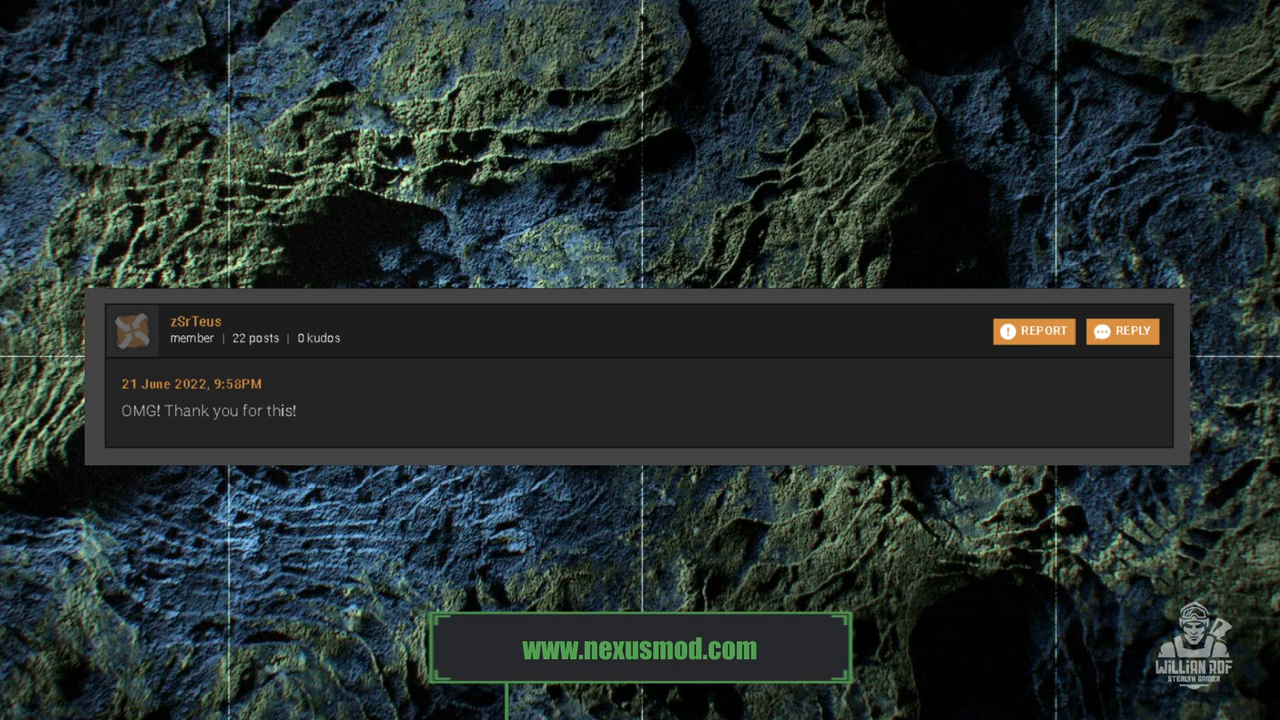 zSrTeus
member | 22 posts | 0 kudos
REPORT
REPLY
21 June 2022, 9:58PM
OMG! Thank you for this!
www.nexusmod.com
WiLLiAN RDF
STEALTH GAMER